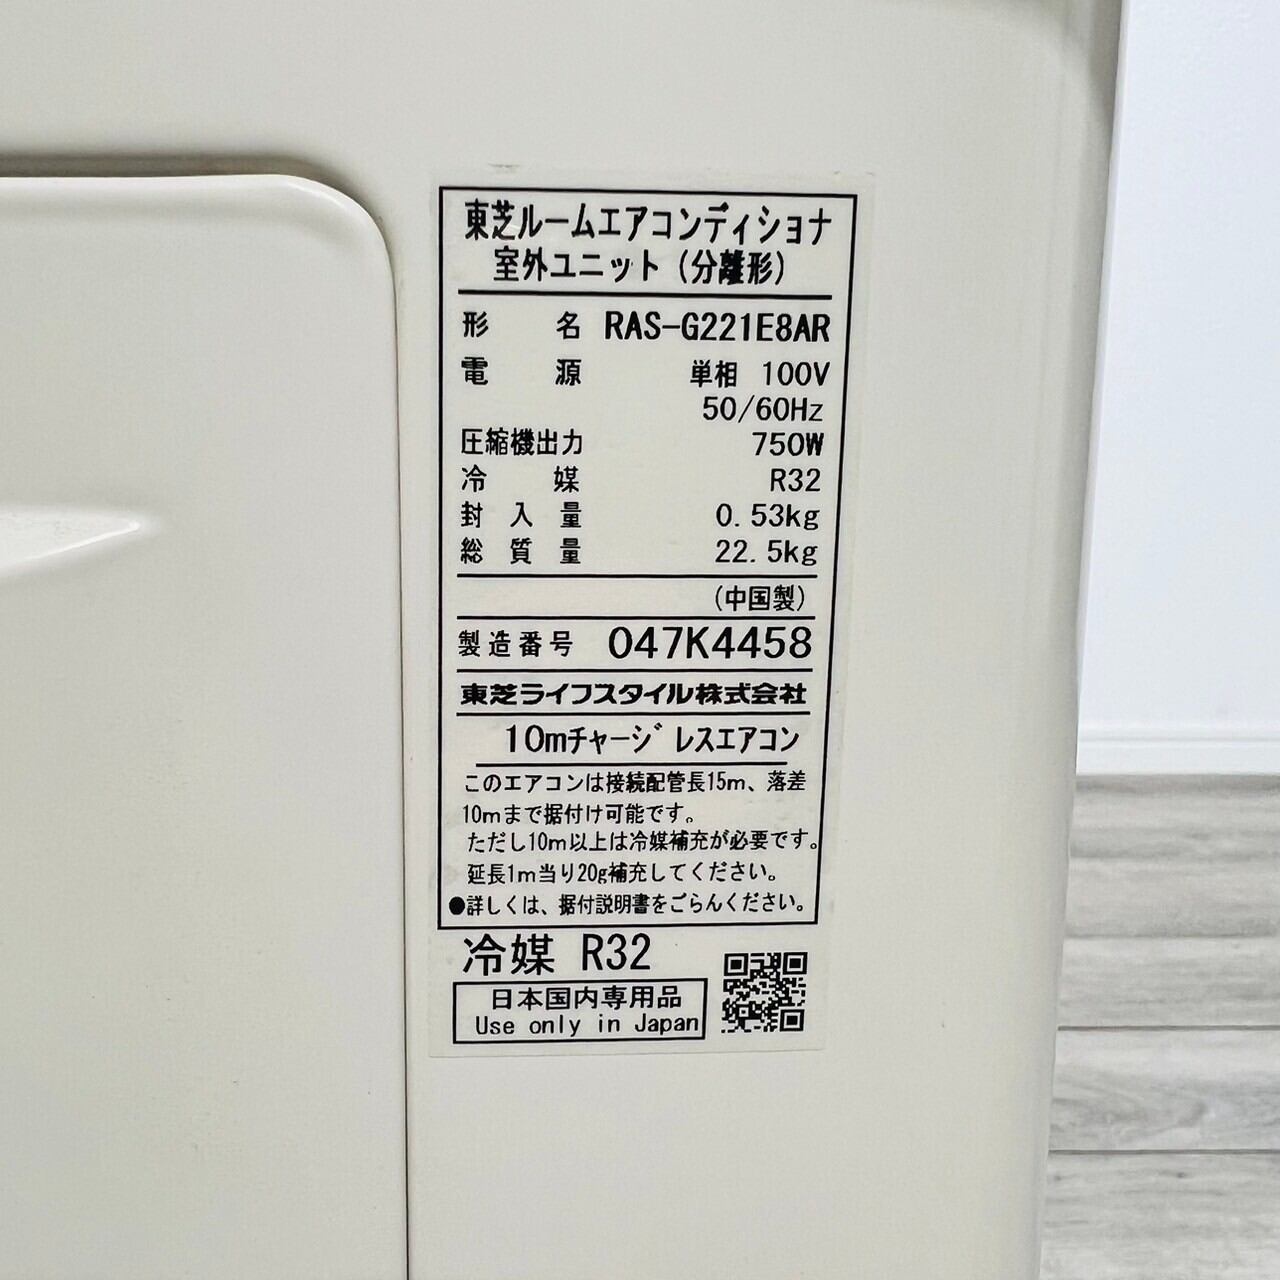 東芝ルームエアコンディショナ
室外ユニット（分離形）
形名 RAS-G221E8AR
電源 単相 100V
50/60Hz
圧縮機出力 750W
冷媒 R32
封入量 0.53kg
総質量 22.5kg
（中国製）
製造番号 047K4458
東芝ライフスタイル株式会社
10mチャージレスエアコン
このエアコンは接続配管長15m、落差
10mまで据付け可能です。
ただし10m以上は冷媒補充が必要です。
延長1m当り20g補充してください。
●詳しくは、据付説明書をごらんください。
冷媒 R32
日本国内専用品
Use only in Japan